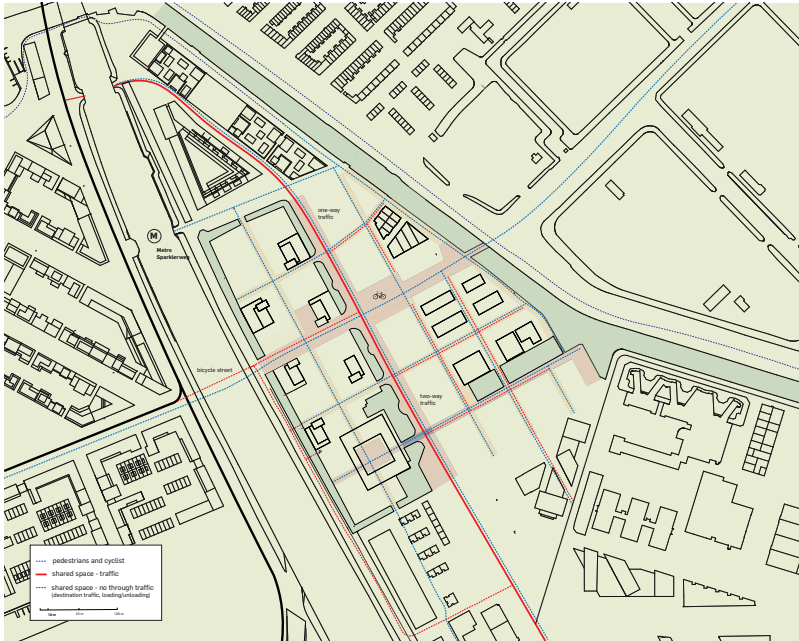 one-way
traffic
M
Metro
Sparklerweg
bicycle street
two-way
traffic
pedestrians and cyclist
shared space - traffic
shared space - no through traffic
(destination traffic, loading/unloading)